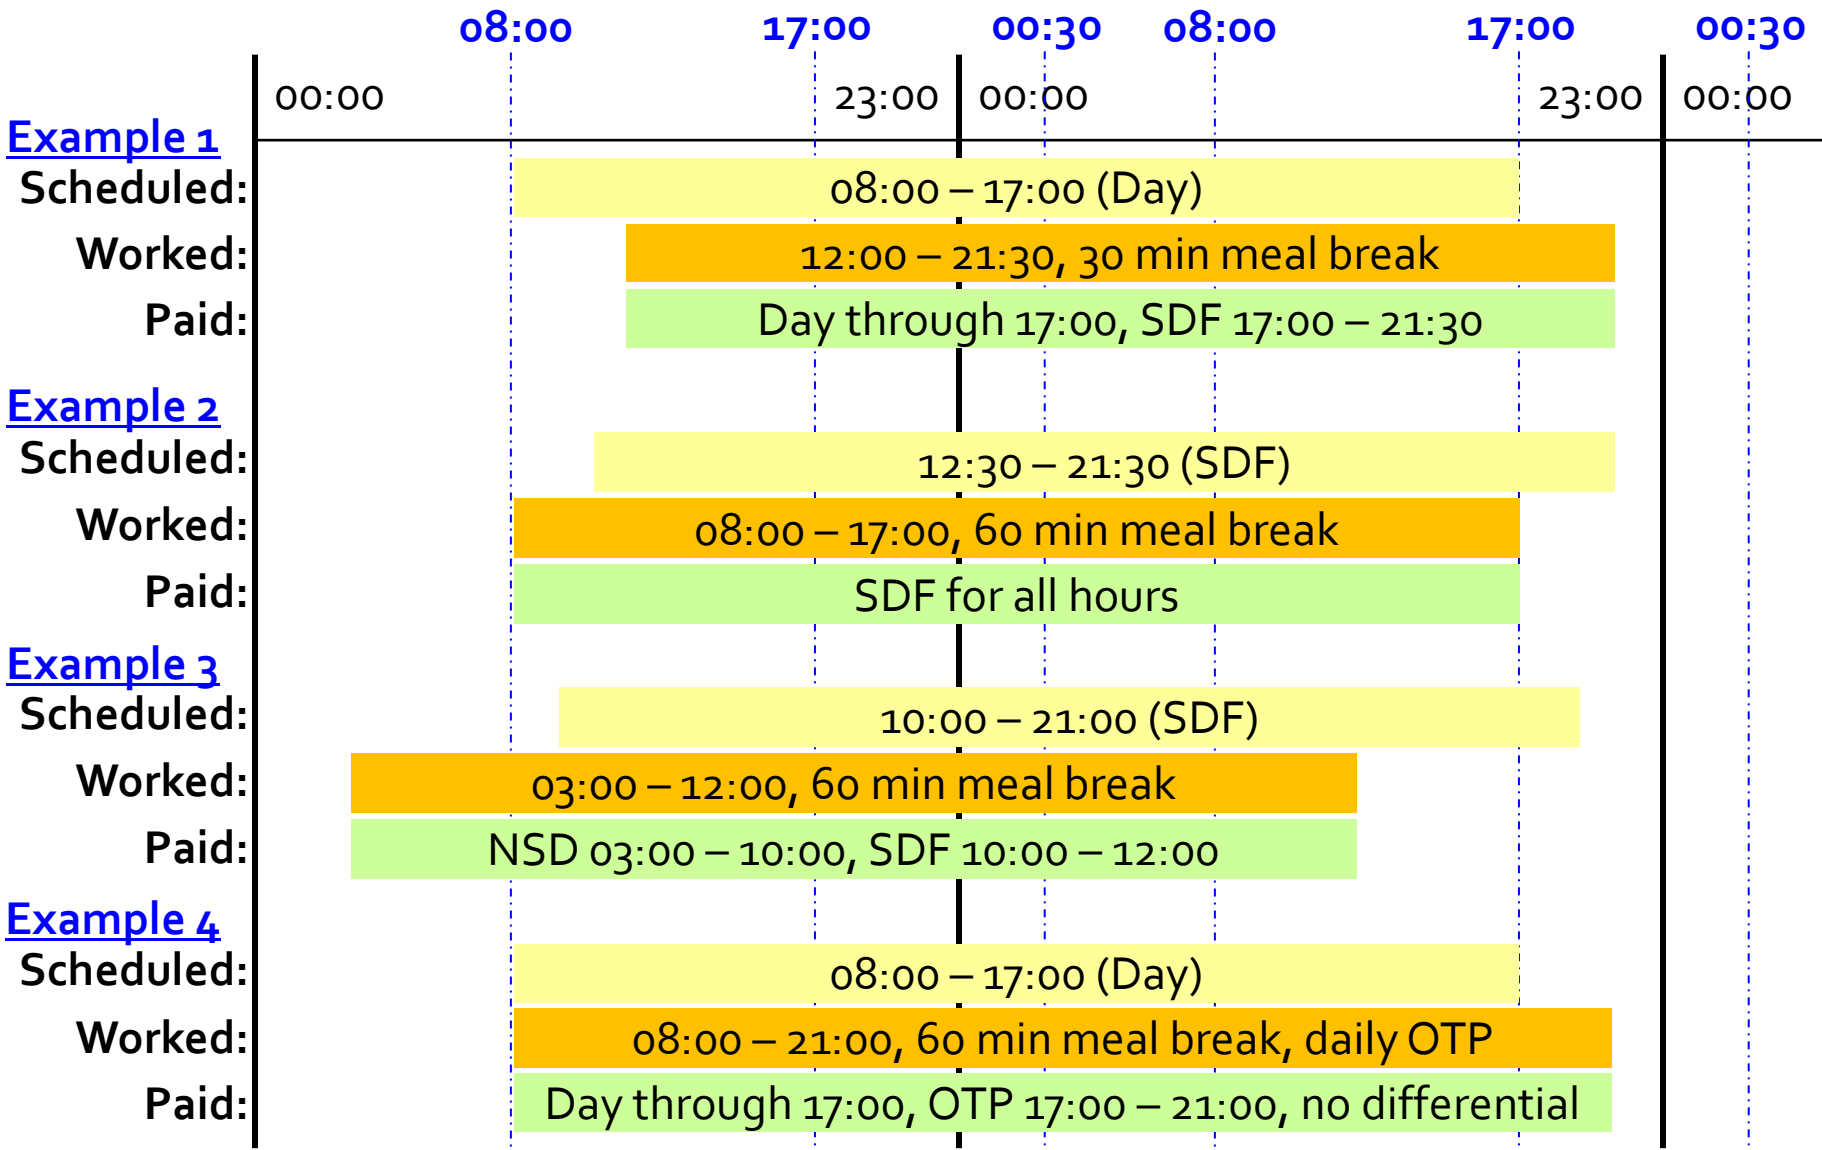 08:00 17:00 00:30 08:00 17:00 00:30
00:00 23:00 00:00 23:00 00:00
Example 1
Scheduled: 08:00 – 17:00 (Day)
Worked: 12:00 – 21:30, 30 min meal break
Paid: Day through 17:00, SDF 17:00 – 21:30
Example 2
Scheduled: 12:30 – 21:30 (SDF)
Worked: 08:00 – 17:00, 60 min meal break
Paid: SDF for all hours
Example 3
Scheduled: 10:00 – 21:00 (SDF)
Worked: 03:00 – 12:00, 60 min meal break
Paid: NSD 03:00 – 10:00, SDF 10:00 – 12:00
Example 4
Scheduled: 08:00 – 17:00 (Day)
Worked: 08:00 – 21:00, 60 min meal break, daily OTP
Paid: Day through 17:00, OTP 17:00 – 21:00, no differential